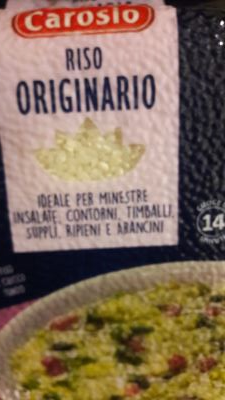 Carosio
RISO
ORIGINARIO
IDEALE PER MINESTRE
INSALATE, CONTORNI, TIMBALLI,
SUPPLÌ, RIPIENI E ARANCINI
14